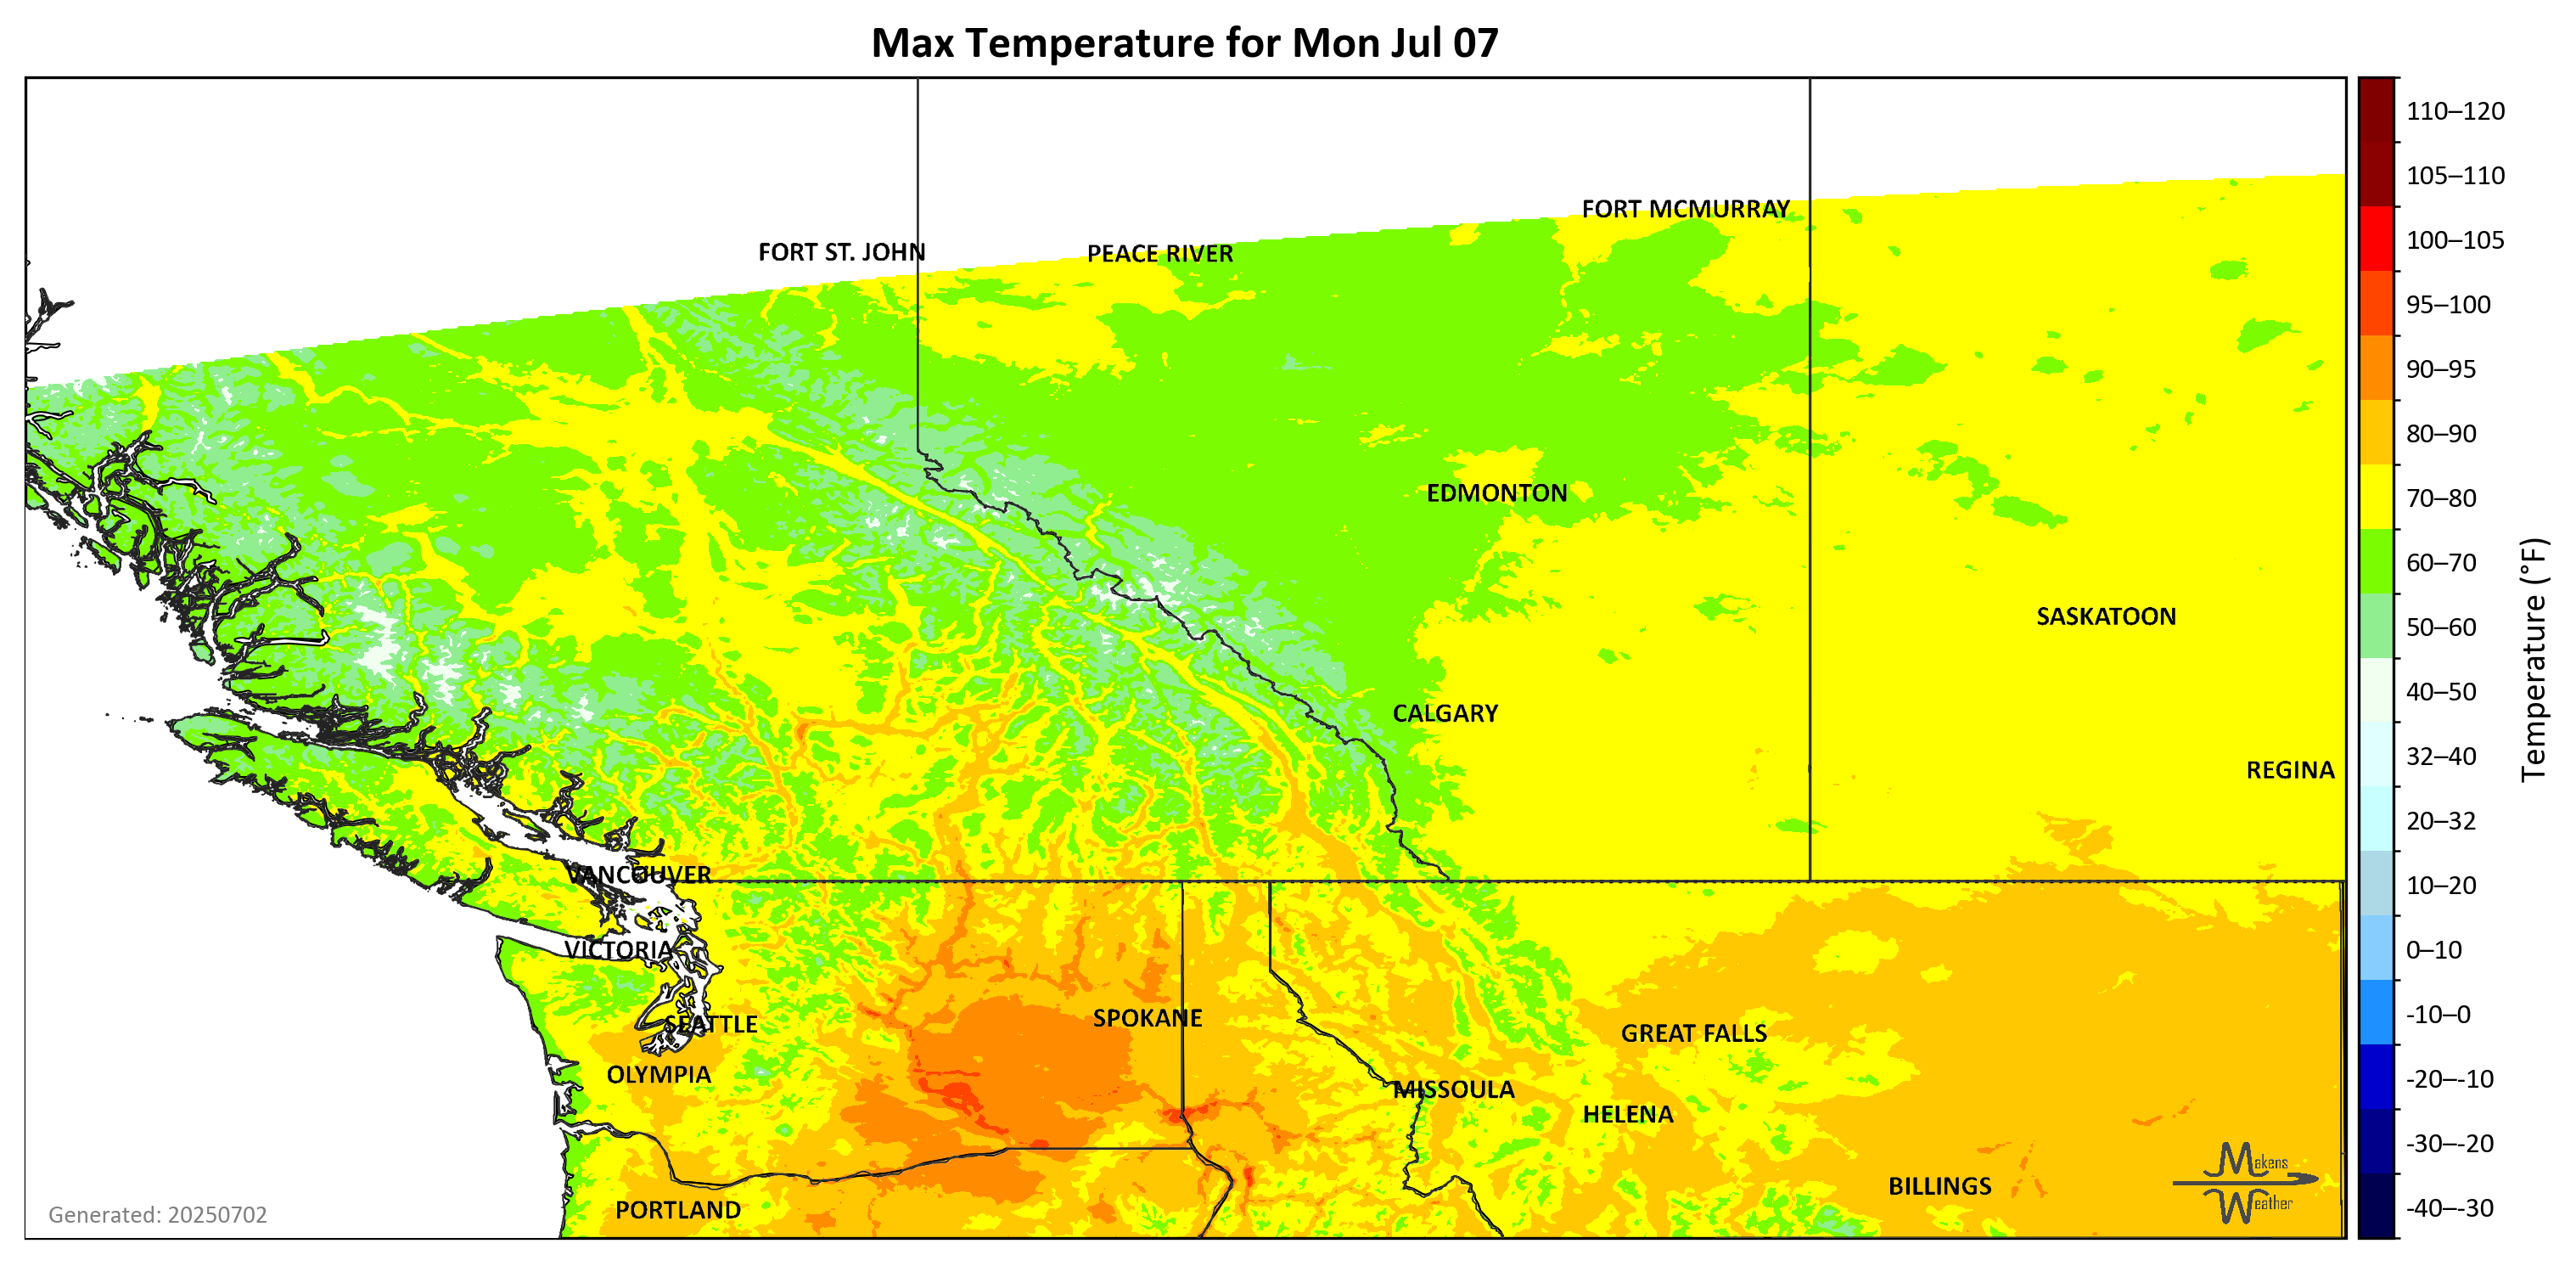 Max Temperature for Mon Jul 07
110–120
105–110
FORT MCMURRAY
100–105
FORT ST. JOHN
PEACE RIVER
95–100
90–95
80–90
EDMONTON
70–80
60–70
SASKATOON
50–60
40–50
CALGARY
32–40
REGINA
20–32
VANCOUVER
10–20
VICTORIA
0–10
SEATTLE
SPOKANE
GREAT FALLS
-10–0
OLYMPIA
MISSOULA
-20–-10
HELENA
-30–-20
Makens
Weather
BILLINGS
PORTLAND
-40–-30
Generated: 20250702
Temperature (°F)